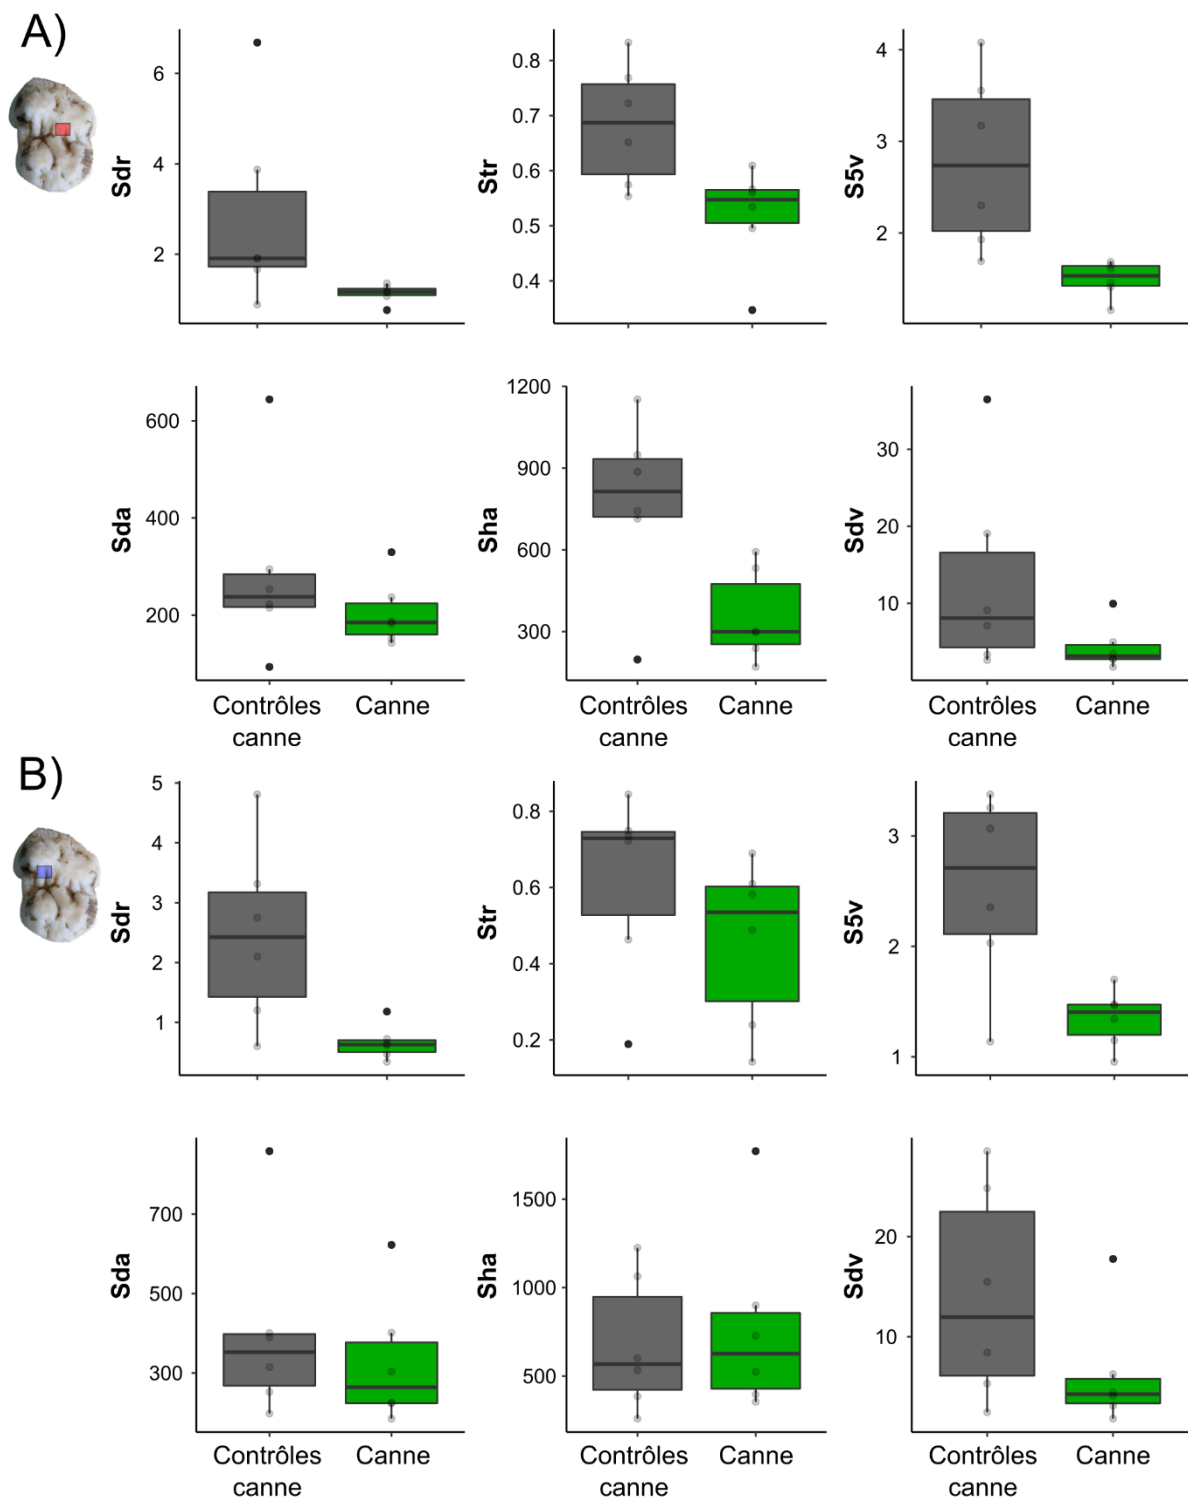 A)
Sdr
6
4
2
Str
0.8
0.7
0.6
0.5
0.4
S5v
4
3
2
Sda
600
400
200
Contrôles
canne
Canne
Sha
1200
900
600
300
Contrôles
canne
Canne
Sdv
30
20
10
Contrôles
canne
Canne
B)
Sdr
5
4
3
2
1
Str
0.8
0.6
0.4
0.2
S5v
3
2
1
Sda
700
500
300
Contrôles
canne
Canne
Sha
1500
1000
500
Contrôles
canne
Canne
Sdv
20
10
Contrôles
canne
Canne